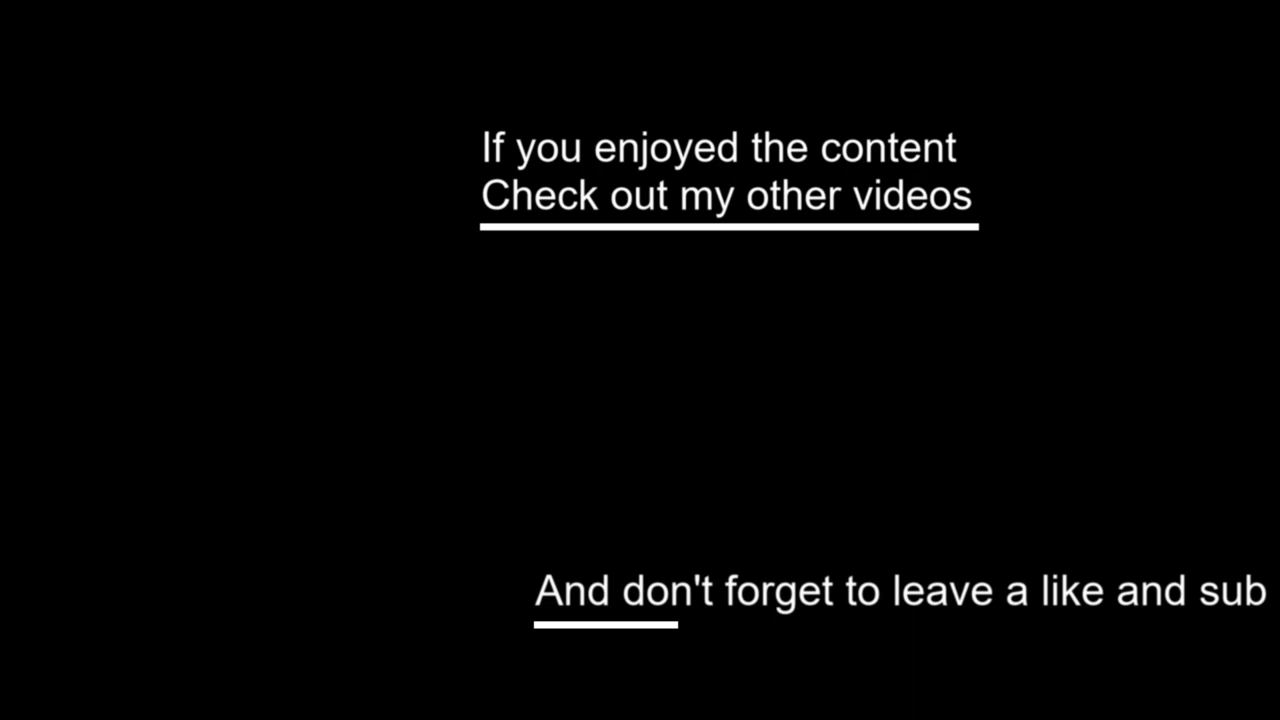 If you enjoyed the content
Check out my other videos
And don't forget to leave a like and sub